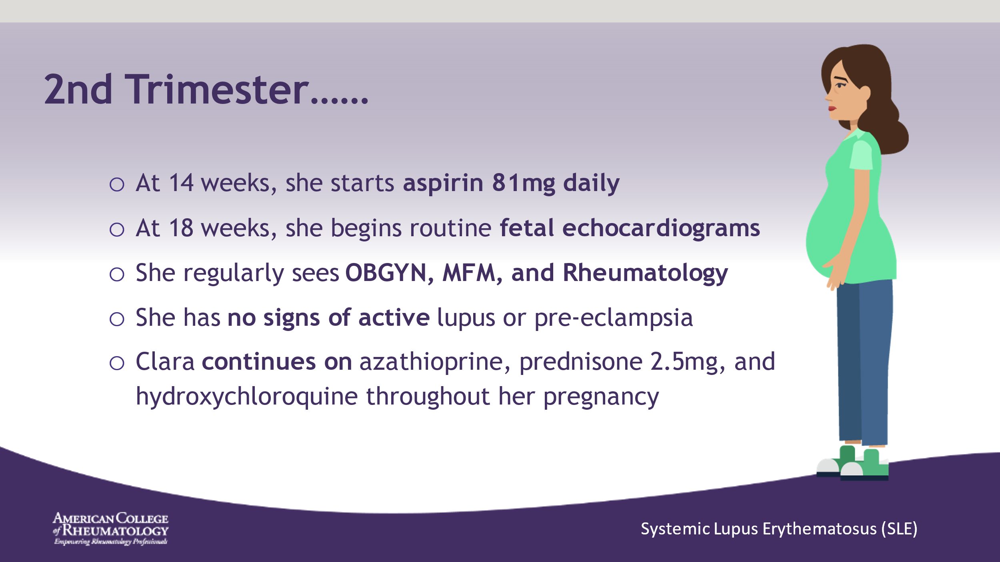 2nd Trimester......
○ At 14 weeks, she starts aspirin 81mg daily
○ At 18 weeks, she begins routine fetal echocardiograms
○ She regularly sees OBGYN, MFM, and Rheumatology
○ She has no signs of active lupus or pre-eclampsia
○ Clara continues on azathioprine, prednisone 2.5mg, and
hydroxychloroquine throughout her pregnancy
AMERICAN COLLEGE
of RHEUMATOLOGY
Empowering Rheumatology Professionals
Systemic Lupus Erythematosus (SLE)